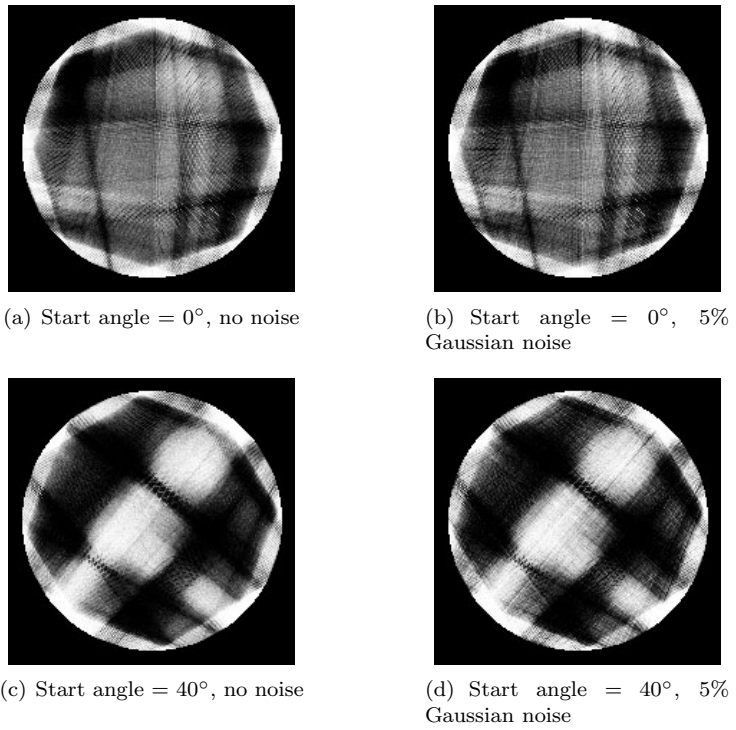 (a) Start angle = 0°, no noise
(b) Start angle = 0°, 5%
Gaussian noise
(c) Start angle = 40°, no noise
(d) Start angle = 40°, 5%
Gaussian noise